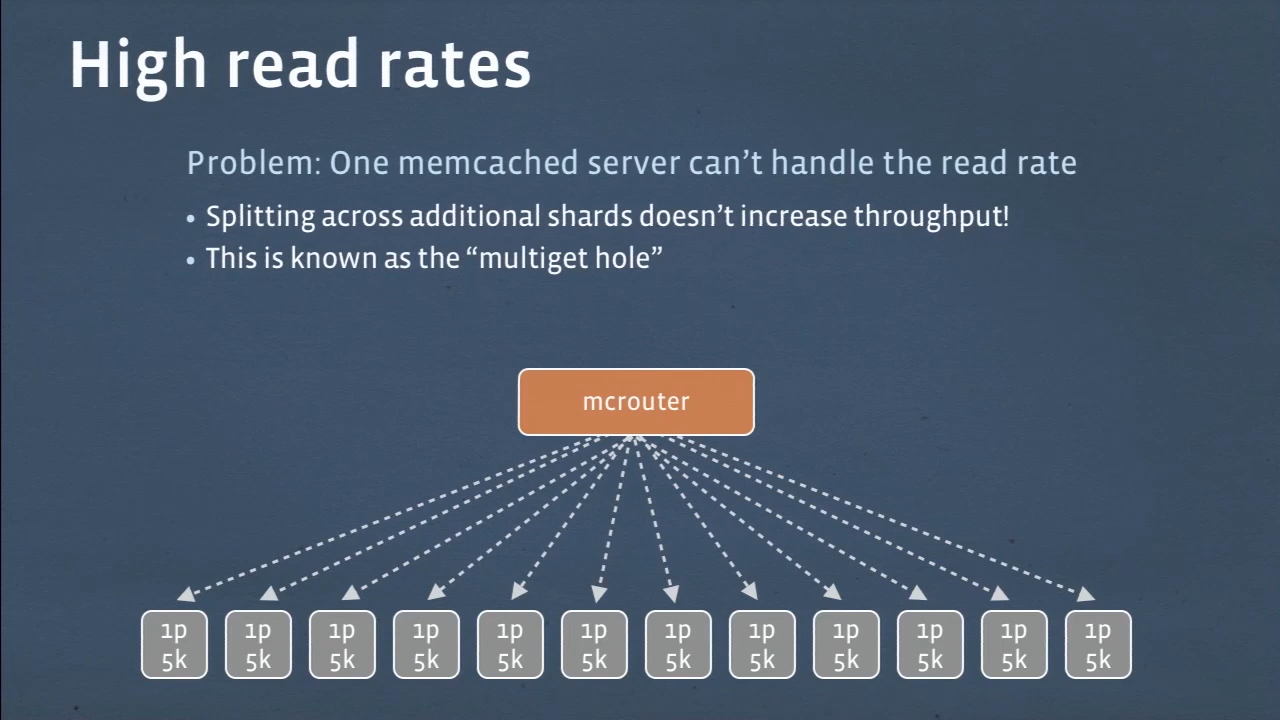 High read rates
Problem: One memcached server can’t handle the read rate
• Splitting across additional shards doesn’t increase throughput!
• This is known as the “multiget hole”
mcrouter
1p 1p 1p 1p 1p 1p 1p 1p 1p 1p 1p 1p
5k 5k 5k 5k 5k 5k 5k 5k 5k 5k 5k 5k